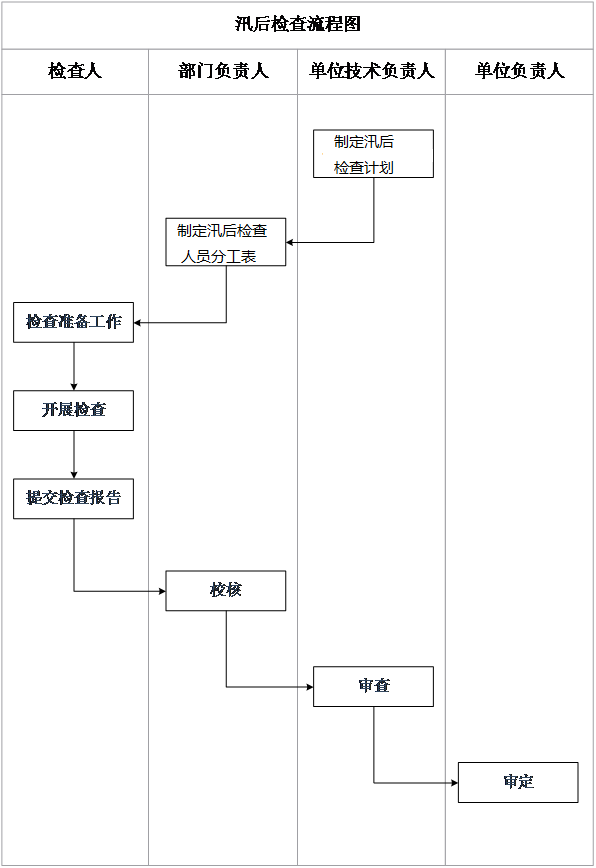 汛后检查流程图
检查人
部门负责人
单位技术负责人
单位负责人
制定汛后
检查计划
制定汛后检查
人员分工表
检查准备工作
开展检查
提交检查报告
校核
审查
审定